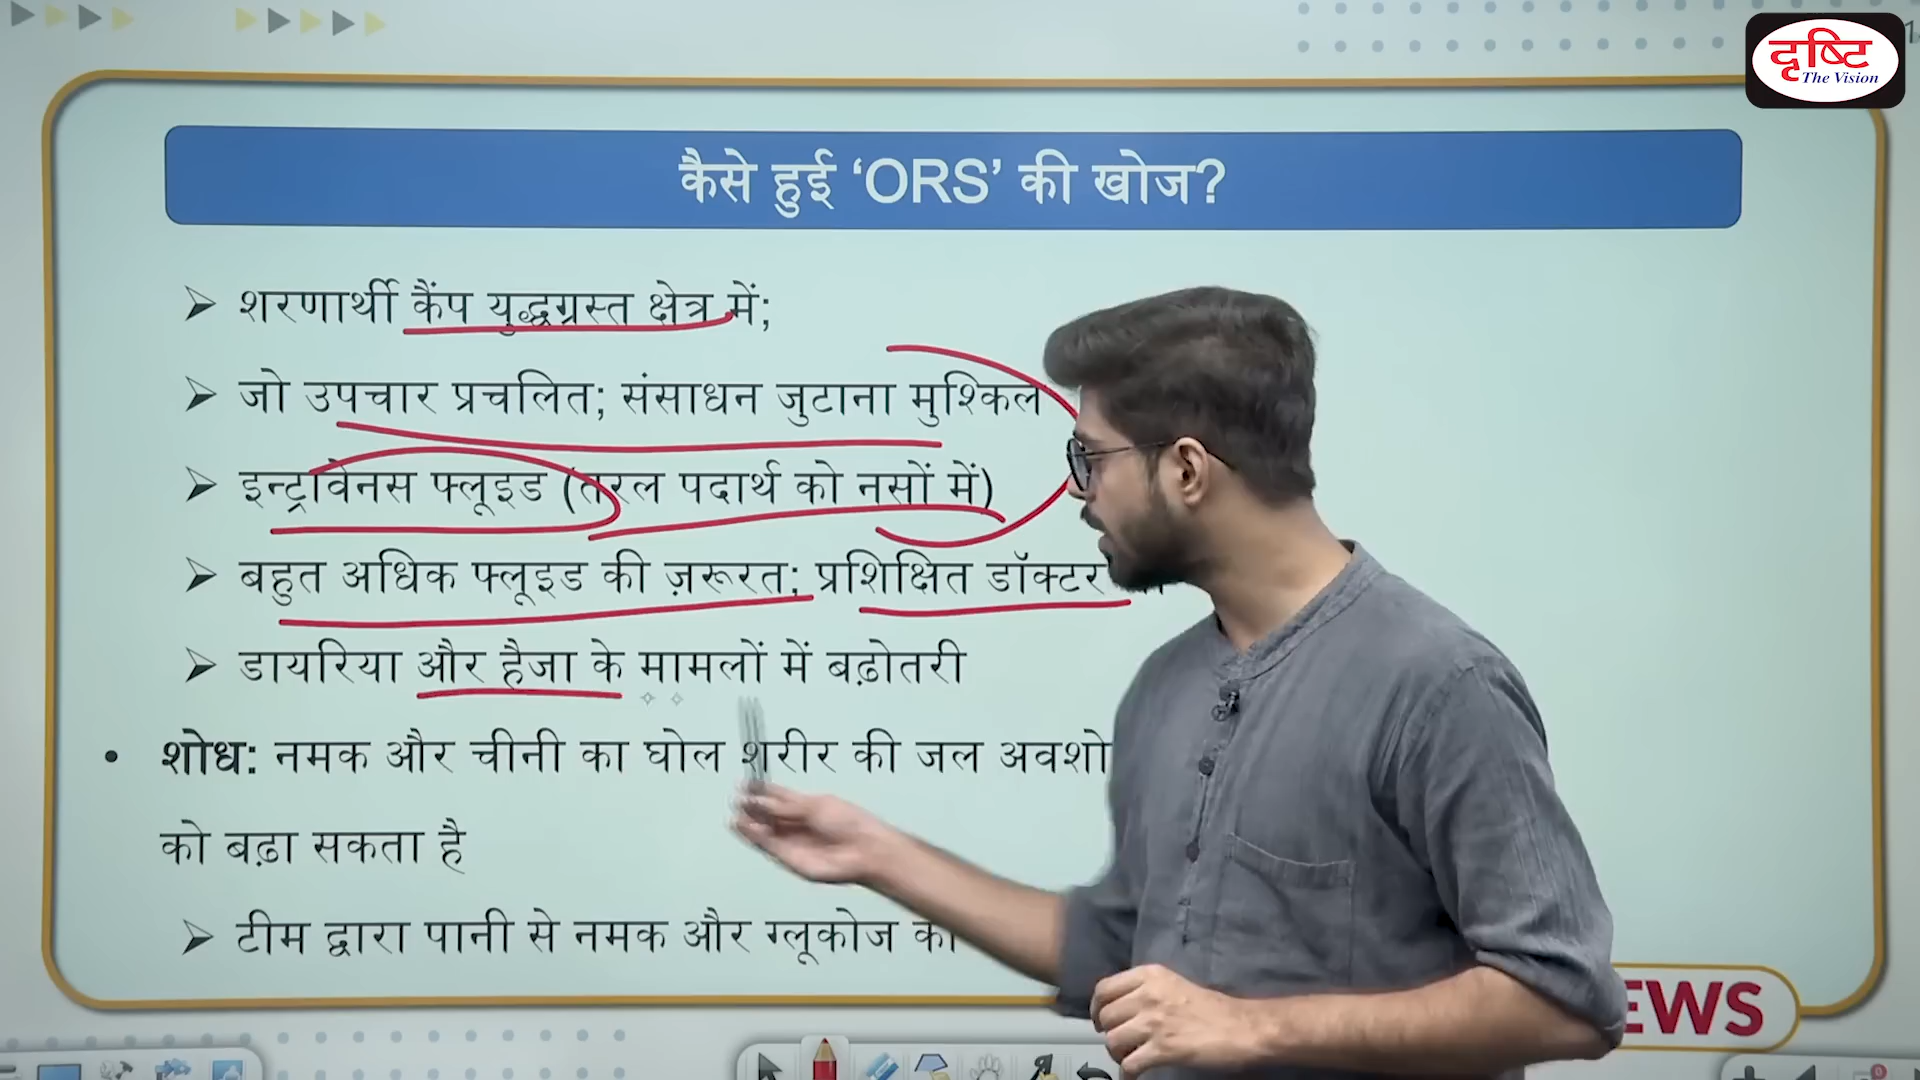 दृष्टि
The Vision
कैसे हुई ‘ORS’ की खोज?
➢ शरणार्थी कैंप युद्धग्रस्त क्षेत्र में;
➢ जो उपचार प्रचलित; संसाधन जुटाना मुश्किल
➢ इन्ट्रावेनस फ्लूइड (तरल पदार्थ को नसों में)
➢ बहुत अधिक फ्लूइड की ज़रूरत; प्रशिक्षित डॉक्टर
➢ डायरिया और हैजा के मामलों में बढ़ोतरी
• शोध: नमक और चीनी का घोल शरीर की जल
को बढ़ा सकता है
➢ टीम द्वारा पानी से नमक और ग्लूकोज
EWS